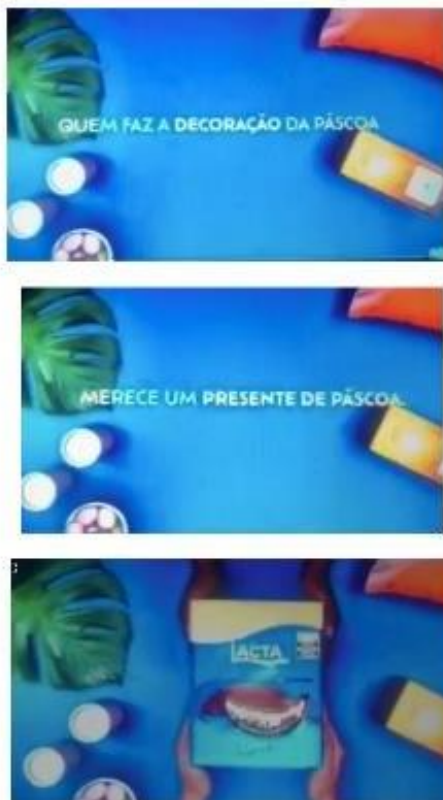 QUEM FAZ A DECORAÇÃO DA PÁSCOA
MERECE UM PRESENTE DE PÁSCOA.
LACTA